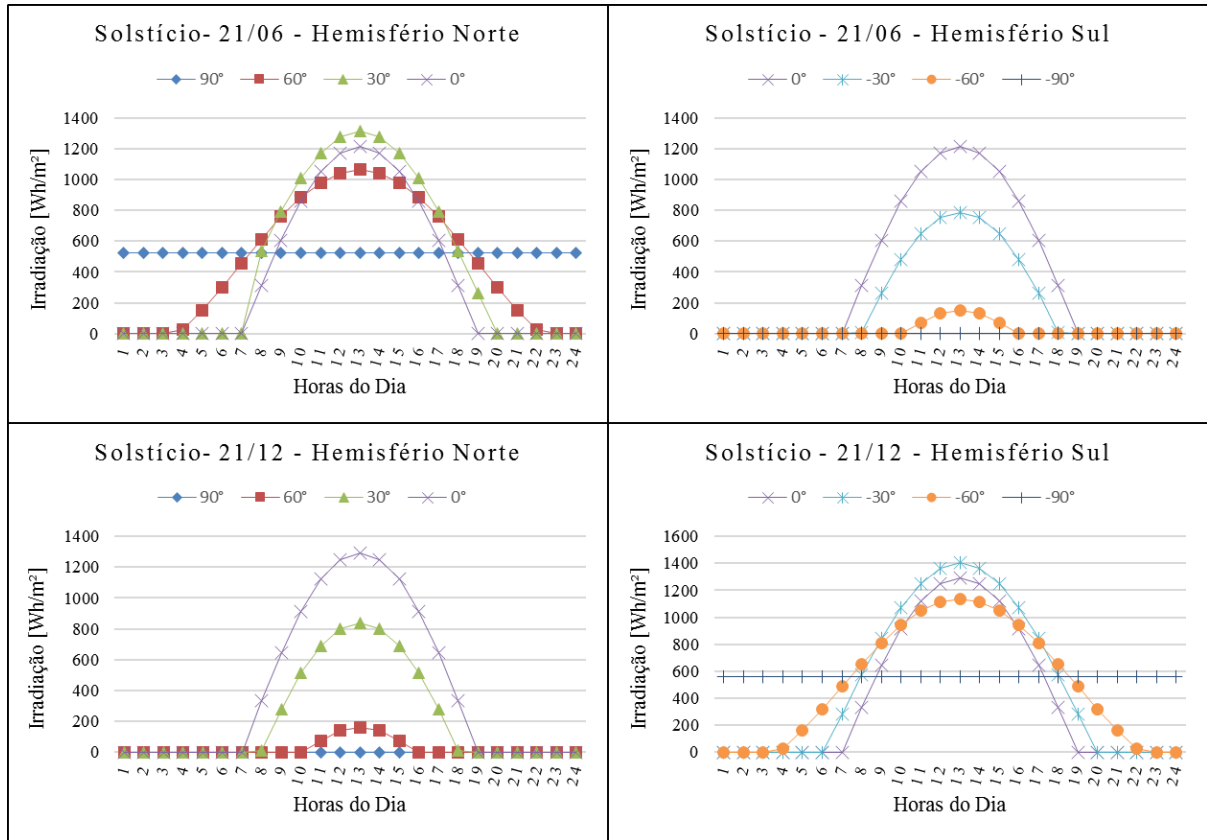 Solstício- 21/06 - Hemisfério Norte
90° 60° 30° 0°
Irradiação [Wh/m²]
1400
1200
1000
800
600
400
200
0
1 2 3 4 5 6 7 8 9 10 11 12 13 14 15 16 17 18 19 20 21 22 23 24
Horas do Dia
Solstício - 21/06 - Hemisfério Sul
0° -30° -60° -90°
Irradiação [Wh/m²]
1400
1200
1000
800
600
400
200
0
1 2 3 4 5 6 7 8 9 10 11 12 13 14 15 16 17 18 19 20 21 22 23 24
Horas do Dia
Solstício- 21/12 - Hemisfério Norte
90° 60° 30° 0°
Irradiação [Wh/m²]
1400
1200
1000
800
600
400
200
0
1 2 3 4 5 6 7 8 9 10 11 12 13 14 15 16 17 18 19 20 21 22 23 24
Horas do Dia
Solstício - 21/12 - Hemisfério Sul
0° -30° -60° -90°
Irradiação [Wh/m²]
1600
1400
1200
1000
800
600
400
200
0
1 2 3 4 5 6 7 8 9 10 11 12 13 14 15 16 17 18 19 20 21 22 23 24
Horas do Dia